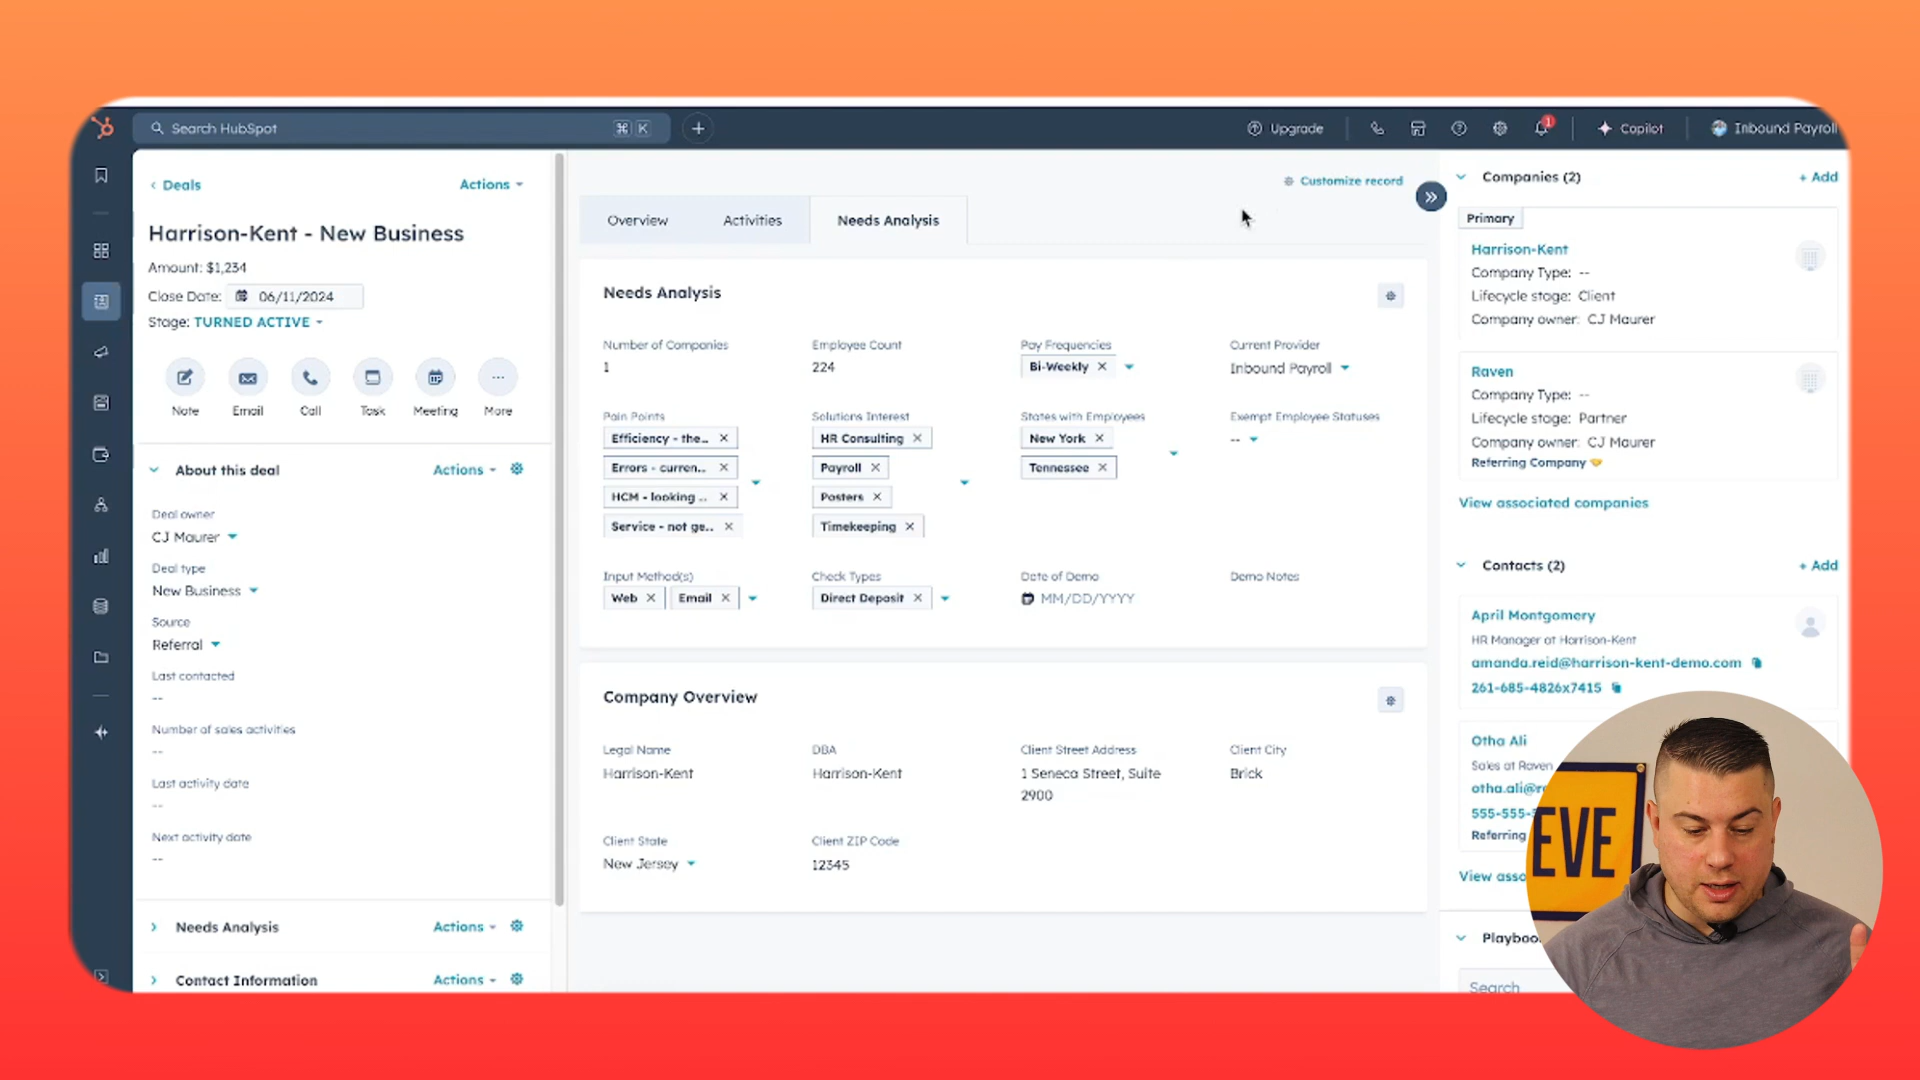 Search HubSpot
⌘ K
+
Upgrade
1
Copilot
Inbound Payroll
Deals
Actions
Harrison-Kent - New Business
Amount: $1,234
Close Date: 06/11/2024
Stage: TURNED ACTIVE
Note
Email
Call
Task
Meeting
More
About this deal
Actions
Deal owner
CJ Maurer
Deal type
New Business
Source
Referral
Last contacted
--
Number of sales activities
--
Last activity date
--
Next activity date
--
Needs Analysis
Actions
Contact Information
Actions
Customize record
Overview
Activities
Needs Analysis
Needs Analysis
Number of Companies
1
Employee Count
224
Pay Frequencies
Bi-Weekly
Current Provider
Inbound Payroll
Pain Points
Efficiency - the...
Errors - curren...
HCM - looking ...
Service - not ge...
Solutions Interest
HR Consulting
Payroll
Posters
Timekeeping
States with Employees
New York
Tennessee
Exempt Employee Statuses
--
Input Method(s)
Web
Email
Check Types
Direct Deposit
Date of Demo
MM/DD/YYYY
Demo Notes
Company Overview
Legal Name
Harrison-Kent
DBA
Harrison-Kent
Client Street Address
1 Seneca Street, Suite
2900
Client City
Brick
Client State
New Jersey
Client ZIP Code
12345
Companies (2)
+ Add
Primary
Harrison-Kent
Company Type: --
Lifecycle stage: Client
Company owner: CJ Maurer
Raven
Company Type: --
Lifecycle stage: Partner
Company owner: CJ Maurer
Referring Company
View associated companies
Contacts (2)
+ Add
April Montgomery
HR Manager at Harrison-Kent
amanda.reid@harrison-kent-demo.com
261-685-4826x7415
Otha Ali
Sales at Raven
otha.ali@r
555-555-
Referring
View asso
Playboo
Search
EVE